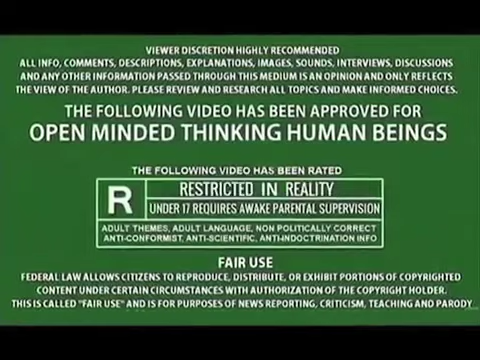 VIEWER DISCRETION HIGHLY RECOMMENDED
ALL INFO, COMMENTS, DESCRIPTIONS, EXPLANATIONS, IMAGES, SOUNDS, INTERVIEWS, DISCUSSIONS
AND ANY OTHER INFORMATION PASSED THROUGH THIS MEDIUM IS AN OPINION AND ONLY REFLECTS
THE VIEW OF THE AUTHOR. PLEASE REVIEW AND RESEARCH ALL TOPICS AND MAKE INFORMED CHOICES.
THE FOLLOWING VIDEO HAS BEEN APPROVED FOR
OPEN MINDED THINKING HUMAN BEINGS
THE FOLLOWING VIDEO HAS BEEN RATED
R
RESTRICTED IN REALITY
UNDER 17 REQUIRES AWAKE PARENTAL SUPERVISION
ADULT THEMES, ADULT LANGUAGE, NON POLITICALLY CORRECT
ANTI-CONFORMIST, ANTI-SCIENTIFIC, ANTI-INDOCTRINATION INFO
FAIR USE
FEDERAL LAW ALLOWS CITIZENS TO REPRODUCE, DISTRIBUTE, OR EXHIBIT PORTIONS OF COPYRIGHTED
CONTENT UNDER CERTAIN CIRCUMSTANCES WITH AUTHORIZATION OF THE COPYRIGHT HOLDER.
THIS IS CALLED "FAIR USE" AND IS FOR PURPOSES OF NEWS REPORTING, CRITICISM, TEACHING AND PARODY